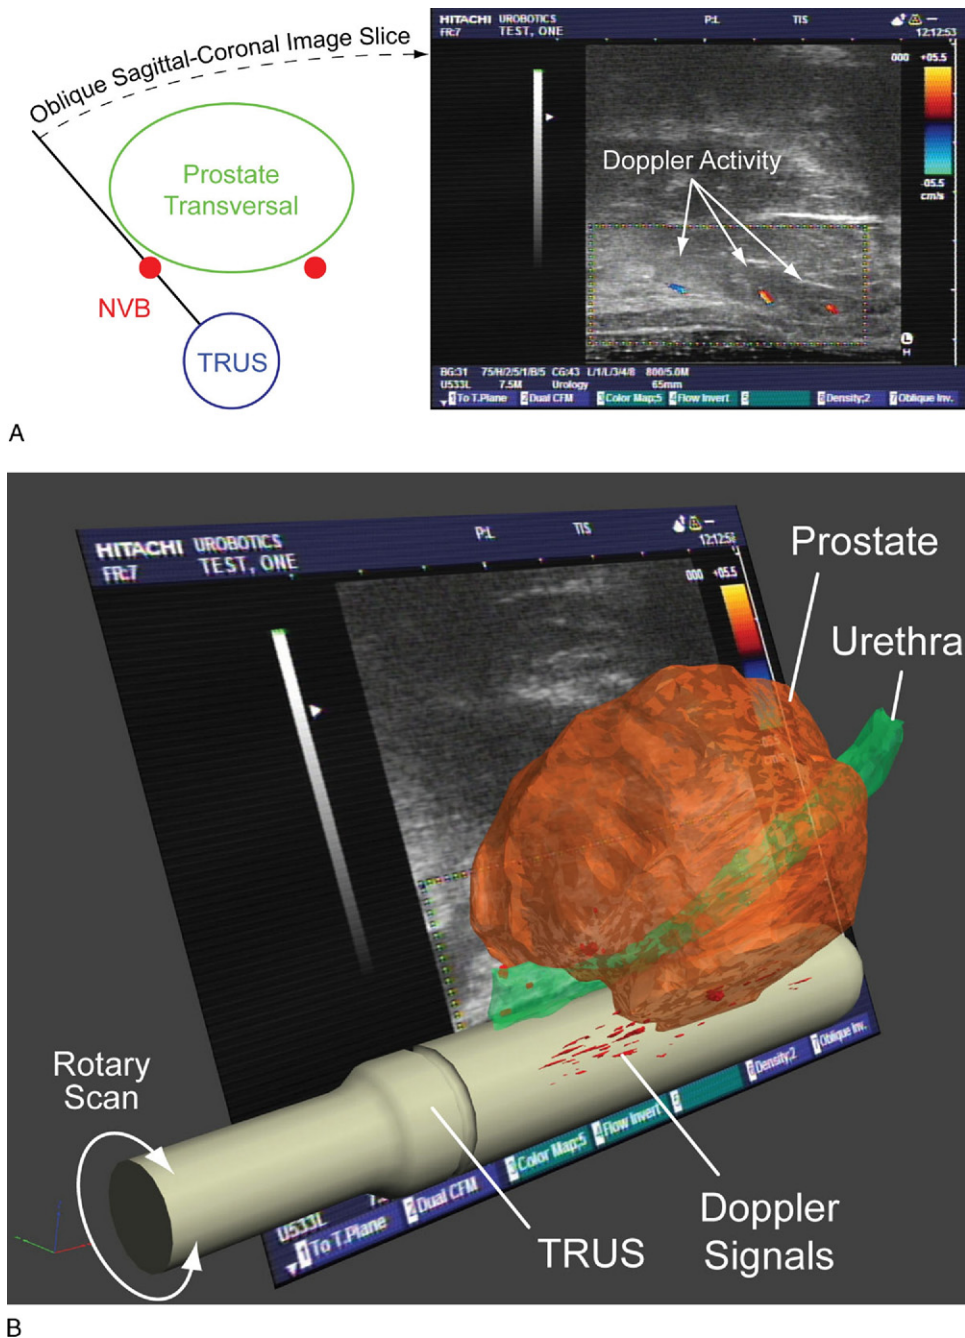 Oblique Sagittal-Coronal Image Slice
Prostate
Transversal
NVB
TRUS
HITACHI UROBOTICS P:L TIS
FR:7 TEST, ONE 12:12:53
000 +05.5
-05.5
cm/s
Doppler Activity
L
H
BG:31 75/H/2/5/1/B/5 CG:43 L/1/L/3/4/8 800/5.0M
U533L 7.5M Urology 65mm
1 To T.Plane 2 Dual CFM 3 Color Map;5 4 Flow Invert 5 6 Density;2 7 Oblique Inv.
A
HITACHI UROBOTICS P:L TIS
FR:7 TEST, ONE
000 +05.5
Prostate
Urethra
Rotary
Scan
U533L
1 To T.Plane 2 Dual CFM 3 Color Map;5 4 Flow Invert 5 6 Density;2 7 Oblique Inv.
TRUS
Doppler
Signals
B